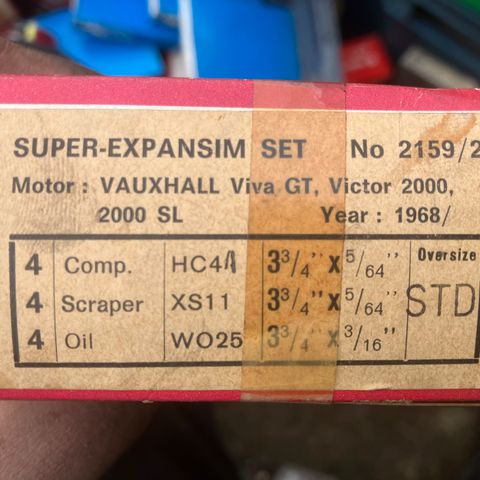 SUPER-EXPANSIM SET No 2159/2
Motor : VAUXHALL Viva GT, Victor 2000,
2000 SL Year : 1968/
Oversize
4 Comp. HC41 3 3/4" x 5/64"
4 Scraper XS11 3 3/4" x 5/64" STD
4 Oil WO25 3 3/4" x 3/16"